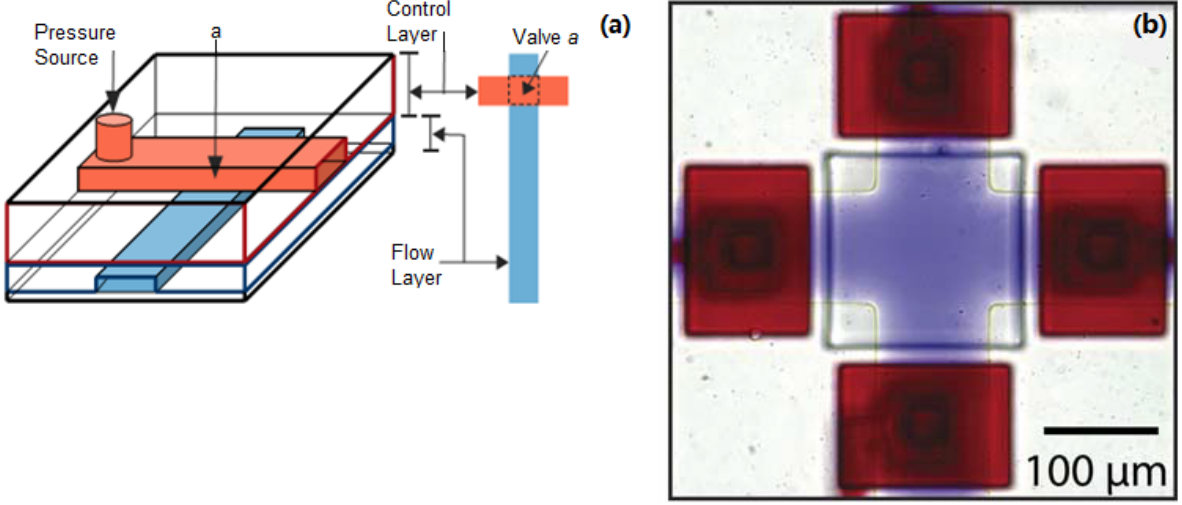 Pressure
Source
a
Control
Layer
Valve a
(a)
Flow
Layer
(b)
100 µm